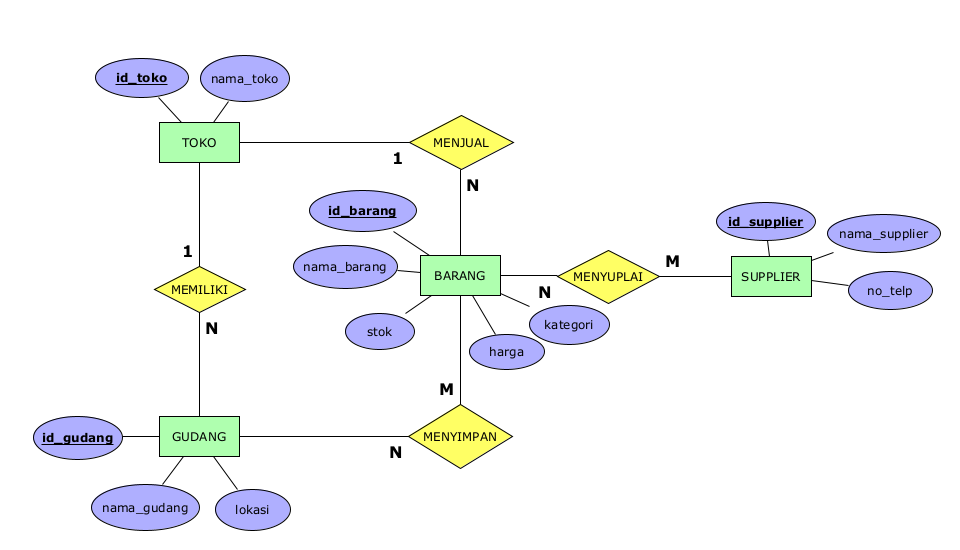 id_toko
nama_toko
TOKO
MENJUAL
1
N
id_barang
id_supplier
nama_supplier
1
nama_barang
BARANG
MENYUPLAI
M
SUPPLIER
MEMILIKI
N
no_telp
N
stok
kategori
harga
M
GUDANG
MENYIMPAN
id_gudang
N
nama_gudang
lokasi